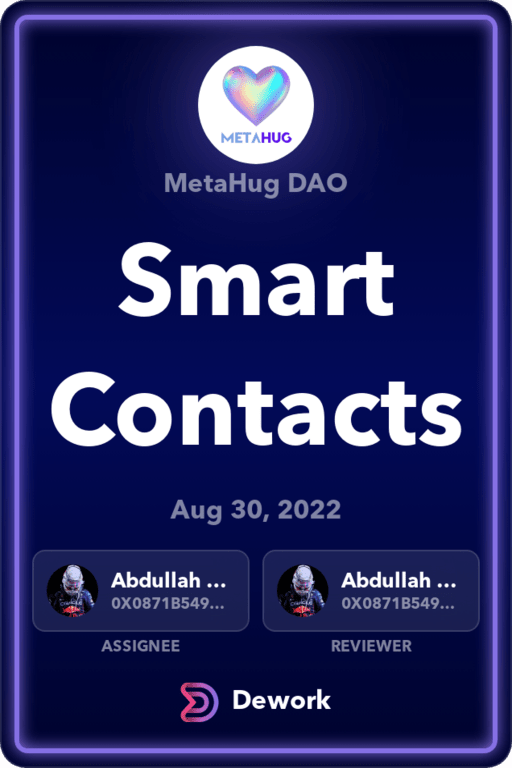 METAHUG
MetaHug DAO
Smart
Contacts
Aug 30, 2022
Abdullah ...
0X0871B549...
Abdullah ...
0X0871B549...
ASSIGNEE
REVIEWER
Dework